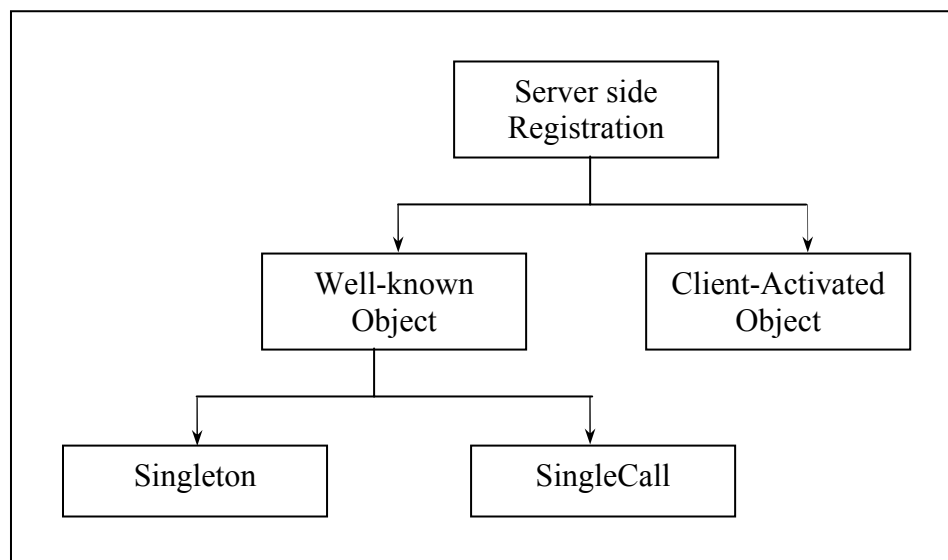 Server side
Registration
Well-known
Object
Client-Activated
Object
Singleton
SingleCall